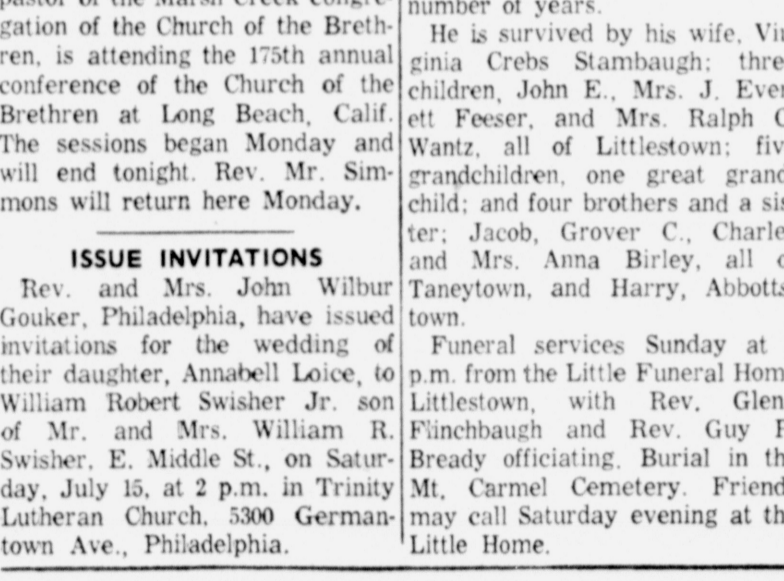 gation of the Church of the Breth-
ren, is attending the 175th annual
conference of the Church of the
Brethren at Long Beach, Calif.
The sessions began Monday and
will end tonight. Rev. Mr. Sim-
mons will return here Monday.
ISSUE INVITATIONS
Rev. and Mrs. John Wilbur
Gouker, Philadelphia, have issued
invitations for the wedding of
their daughter, Annabell Loice, to
William Robert Swisher Jr. son
of Mr. and Mrs. William R.
Swisher, E. Middle St., on Satur-
day, July 15, at 2 p.m. in Trinity
Lutheran Church, 5300 German-
town Ave., Philadelphia.
number of years.
He is survived by his wife, Vir
ginia Crebs Stambaugh; thre
children, John E., Mrs. J. Ever
ett Feeser, and Mrs. Ralph
Wantz, all of Littlestown; fiv
grandchildren, one great grand
child; and four brothers and a sis
ter; Jacob, Grover C., Charle
and Mrs. Anna Birley, all
Taneytown, and Harry, Abbotts
town.
Funeral services Sunday at
p.m. from the Little Funeral Hom
Littlestown, with Rev. Glen
Flinchbaugh and Rev. Guy
Bready officiating. Burial in th
Mt. Carmel Cemetery. Friend
may call Saturday evening at th
Little Home.